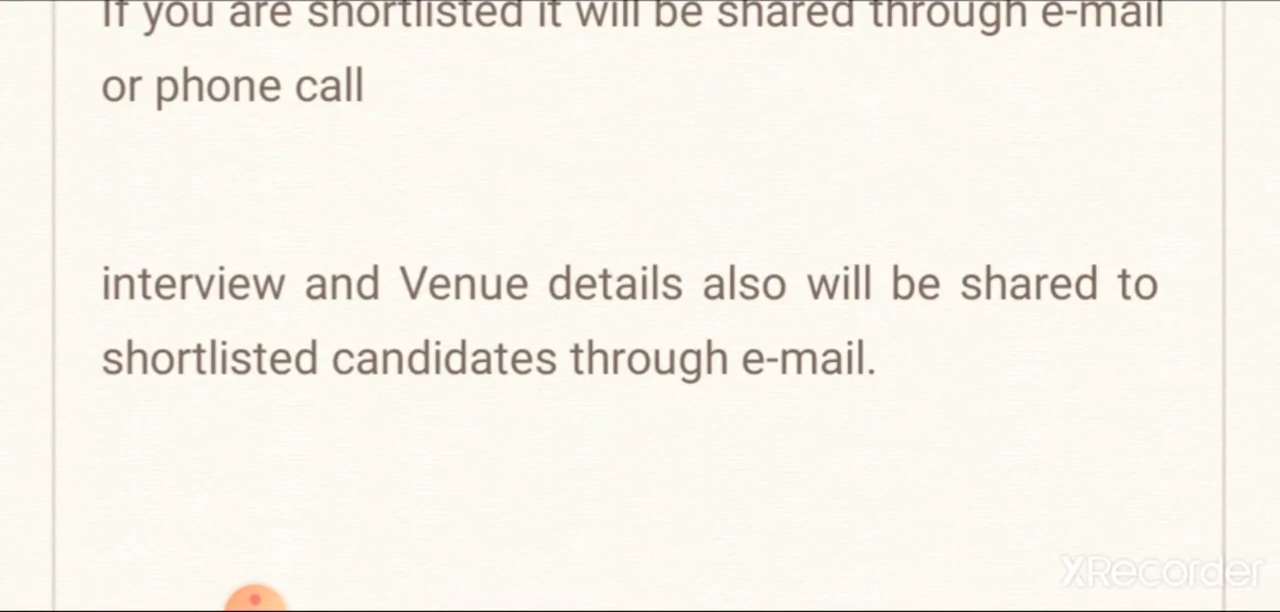 If you are shortlisted it will be shared through e-mail
or phone call
interview and Venue details also will be shared to
shortlisted candidates through e-mail.
XRecorder